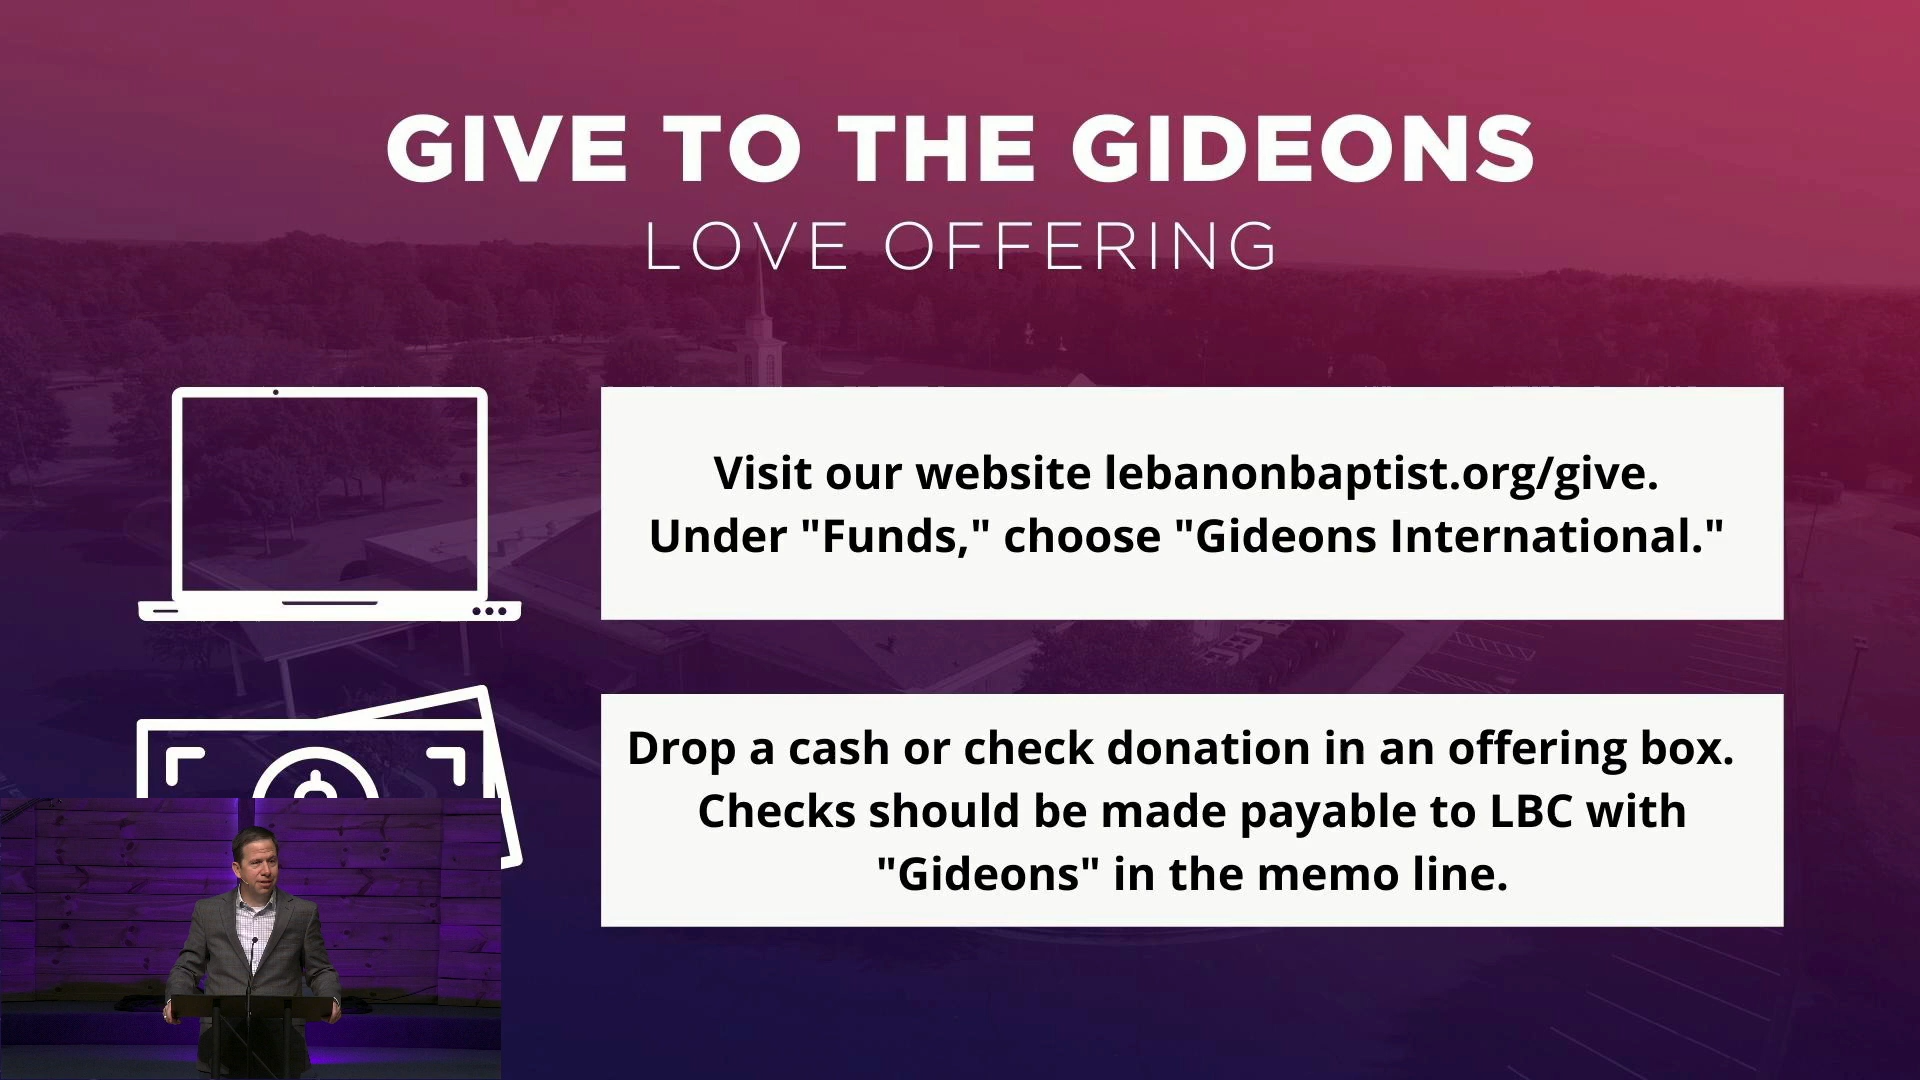 GIVE TO THE GIDEONS
LOVE OFFERING
Visit our website lebanonbaptist.org/give.
Under "Funds," choose "Gideons International."
Drop a cash or check donation in an offering box.
Checks should be made payable to LBC with
"Gideons" in the memo line.